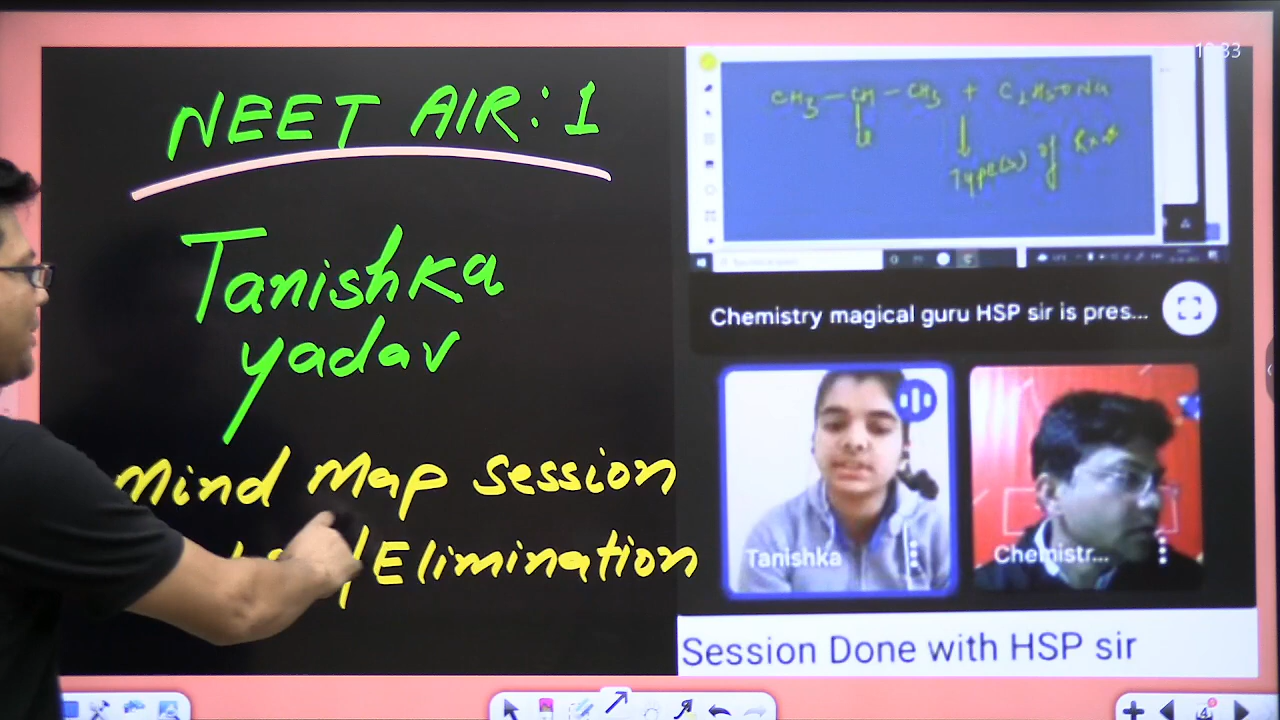 NEET AIR: 1
Tanishka
yadav
Mind Map session
/Elimination
CH3 — CH — CH3 + C2H5ONa
Type(s) of Rxn
Chemistry magical guru HSP sir is pres...
Tanishka
Chemistr...
Session Done with HSP sir
4